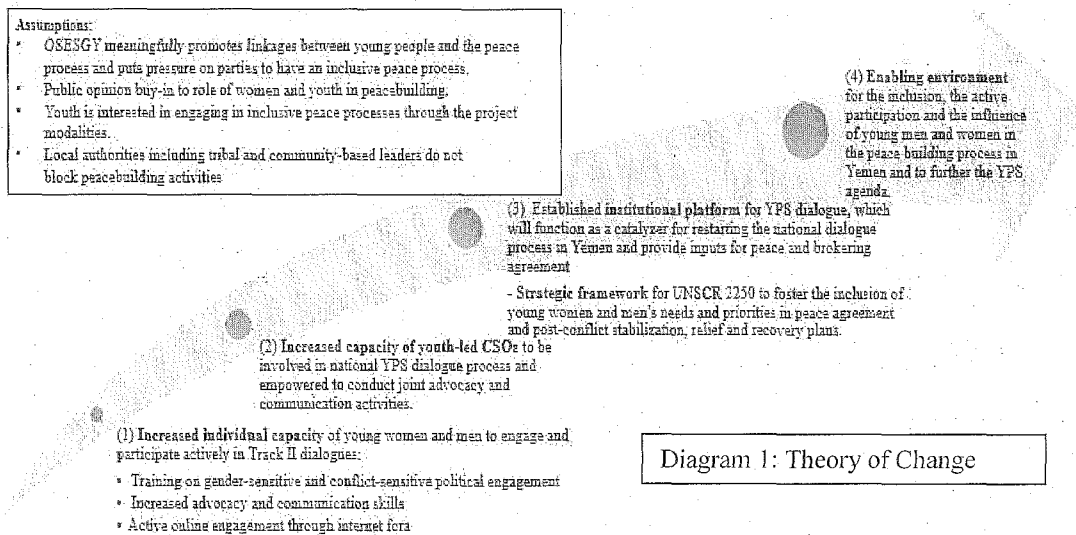 Assumptions:
* OSESGY meaningfully promotes linkages between young people and the peace
process and puts pressure on parties to have an inclusive peace process.
* Public opinion buy-in to role of women and youth in peacebuilding;
* Youth is interested in engaging in inclusive peace processes through the project
modalities.
* Local authorities including tribal and community-based leaders do not
block peacebuilding activities
(4) Enabling environment
for the inclusion, the active
participation and the influence
of young men and women in
the peace building process in
Yemen and to further the YPS
agenda.
(3) Established institutional platform for YPS dialogue, which
will function as a catalyzer for restarting the national dialogue
process in Yemen and provide inputs for peace and brokering
agreement
- Strategic framework for UNSCR 2250 to foster the inclusion of
young women and men's needs and priorities in peace agreement
and post-conflict stabilization, relief and recovery plans.
(2) Increased capacity of youth-led CSOs to be
involved in national YPS dialogue process and
empowered to conduct joint advocacy and
communication activities.
(1) Increased individual capacity of young women and men to engage and
participate actively in Track II dialogues:
* Training on gender-sensitive and conflict-sensitive political engagement
* Increased advocacy and communication skills
* Active online engagement through internet fora
Diagram 1: Theory of Change